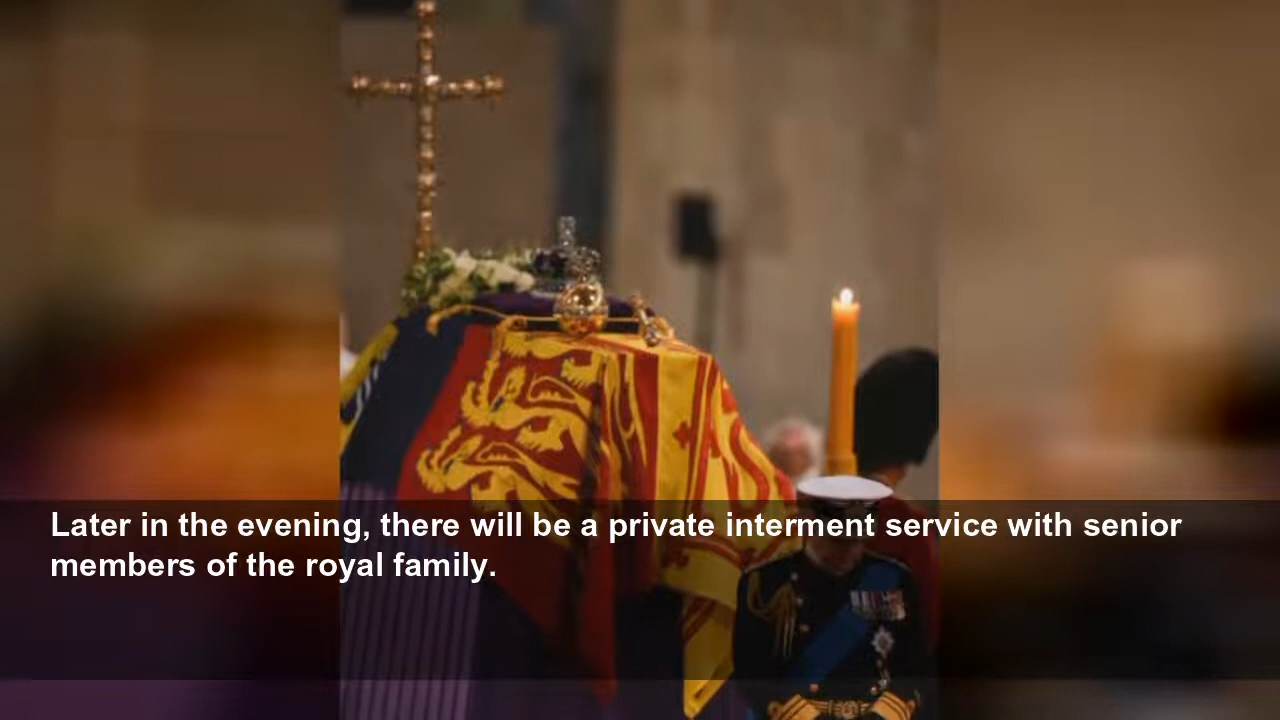 Later in the evening, there will be a private interment service with senior
members of the royal family.